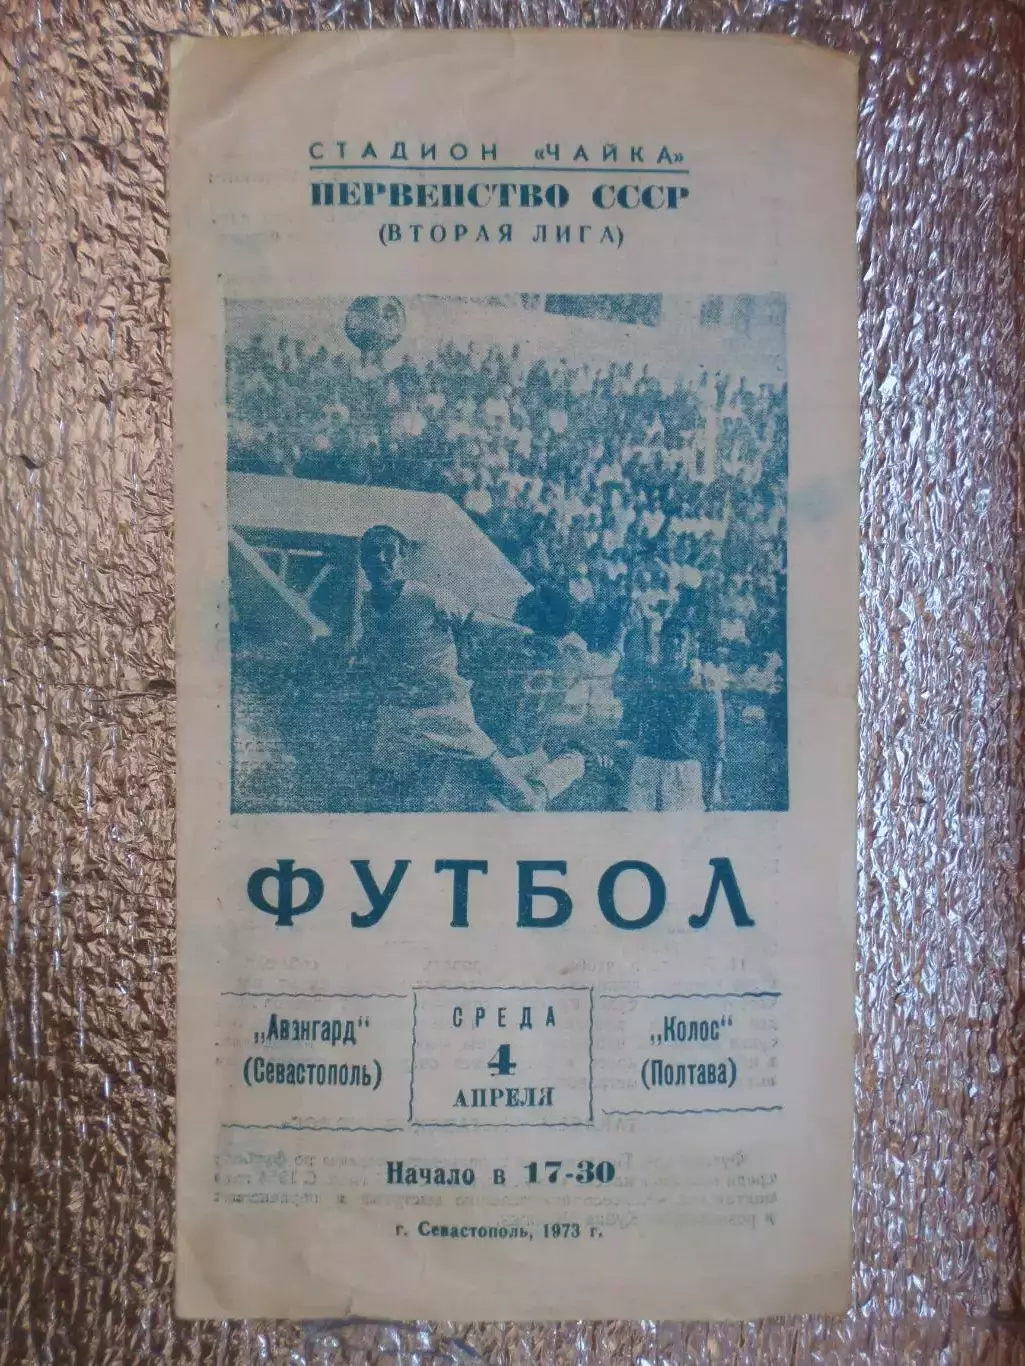 СТАДИОН «ЧАЙКА»
ПЕРВЕНСТВО СССР
(ВТОРАЯ ЛИГА)
ФУТБОЛ
„Авангард"
(Севастополь)
СРЕДА
4
АПРЕЛЯ
„Колос"
(Полтава)
Начало в 17-30
г. Севастополь, 1973 г.